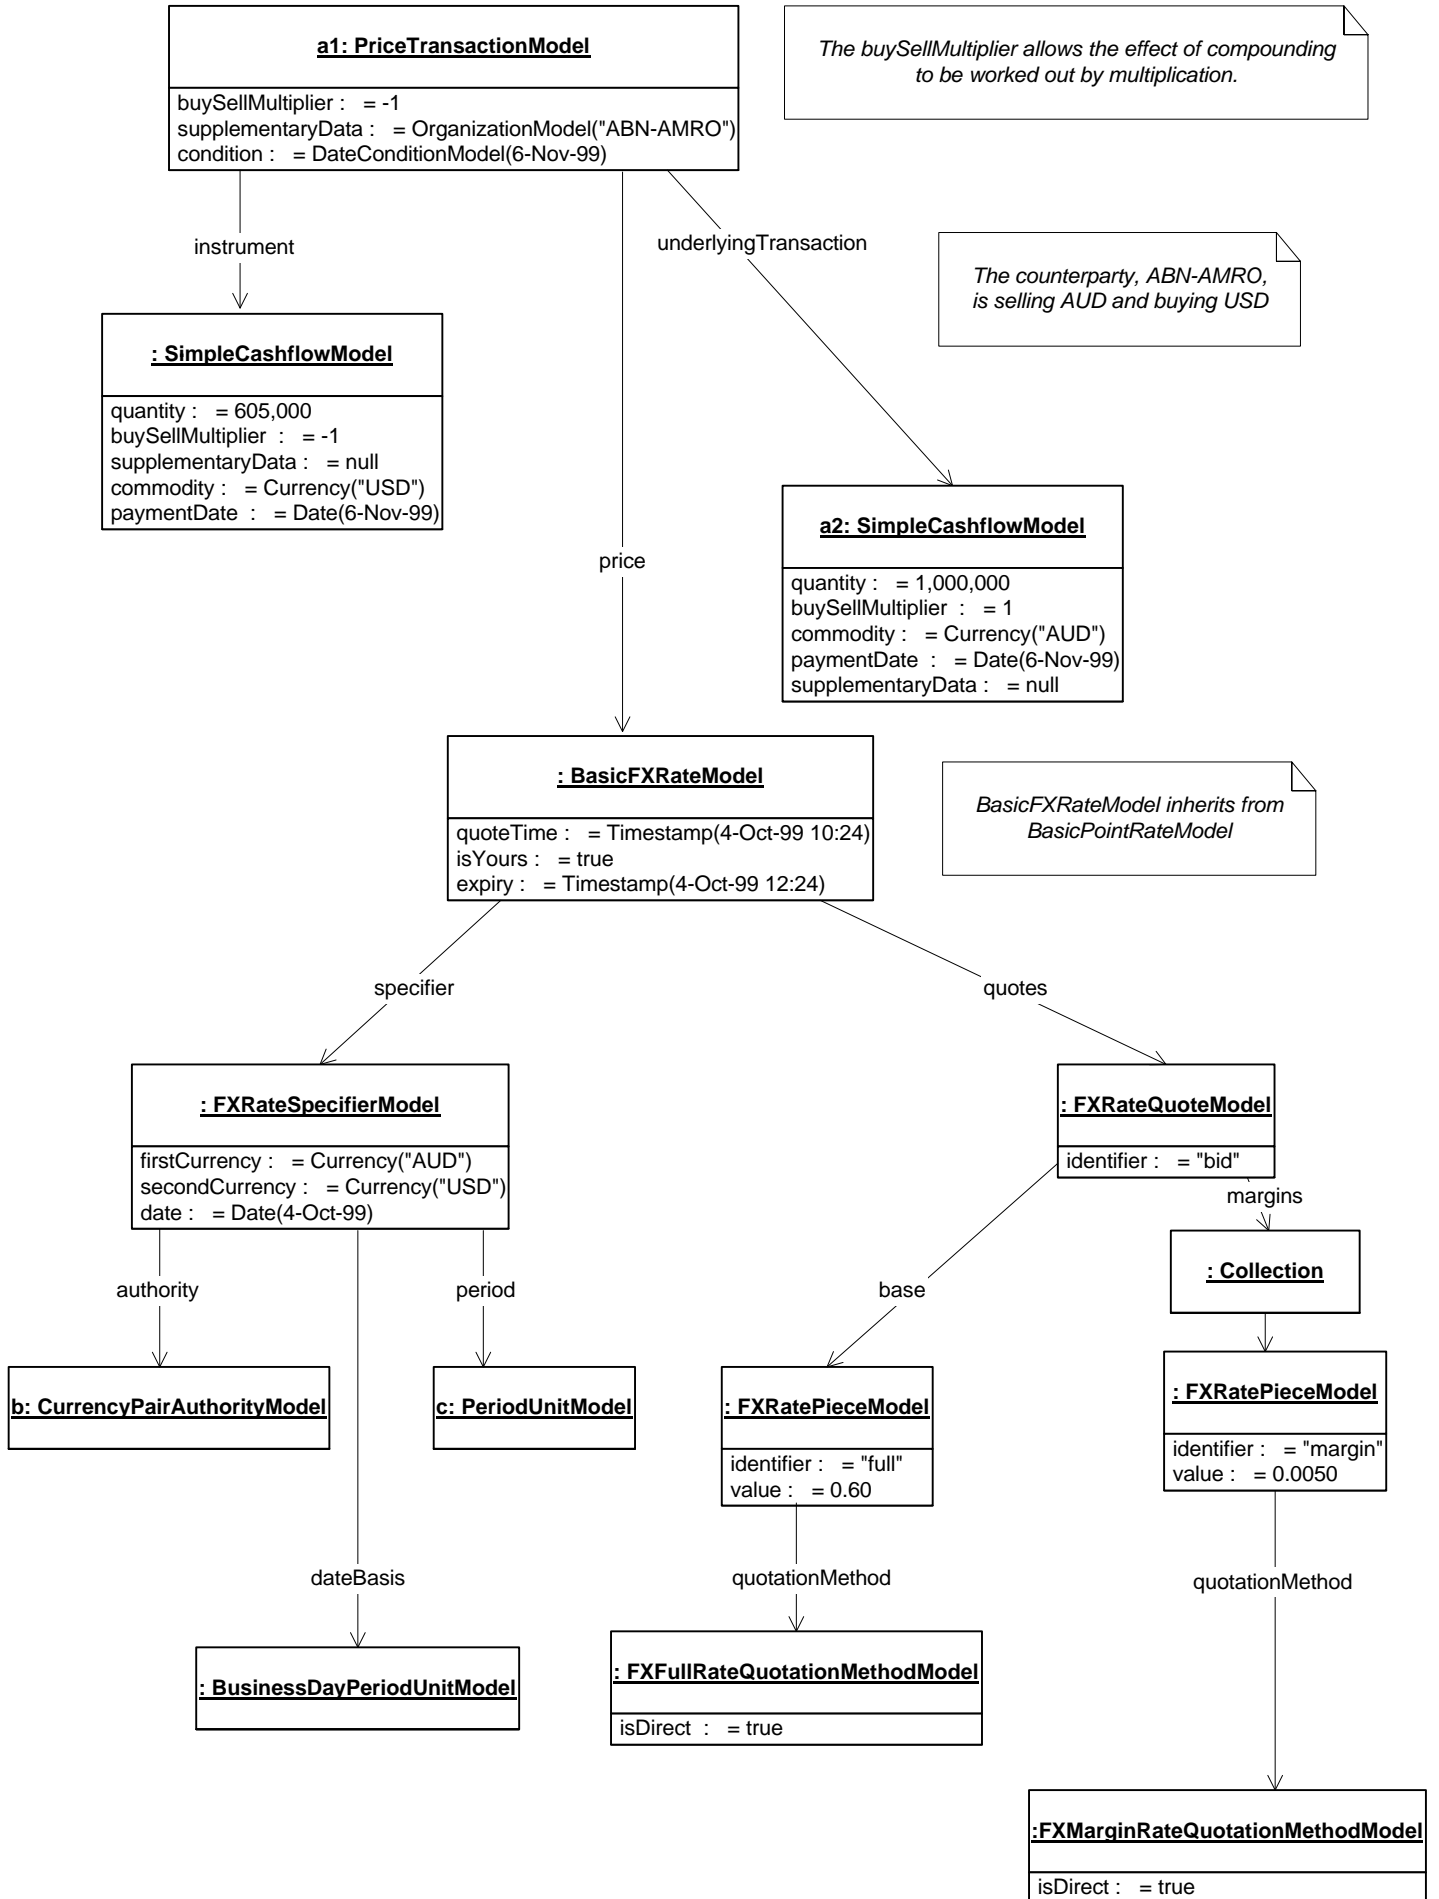 a1: PriceTransactionModel
buySellMultiplier :   = -1
supplementaryData :   = OrganizationModel("ABN-AMRO")
condition :   = DateConditionModel(6-Nov-99)
The buySellMultiplier allows the effect of compounding
to be worked out by multiplication.
instrument
underlyingTransaction
The counterparty, ABN-AMRO,
is selling AUD and buying USD
: SimpleCashflowModel
quantity :   = 605,000
buySellMultiplier  :   = -1
supplementaryData :   = null
commodity :   = Currency("USD")
paymentDate  :   = Date(6-Nov-99)
price
a2: SimpleCashflowModel
quantity :   = 1,000,000
buySellMultiplier  :   = 1
commodity :   = Currency("AUD")
paymentDate  :   = Date(6-Nov-99)
supplementaryData :   = null
: BasicFXRateModel
quoteTime :   = Timestamp(4-Oct-99 10:24)
isYours :   = true
expiry :   = Timestamp(4-Oct-99 12:24)
BasicFXRateModel inherits from
BasicPointRateModel
specifier
quotes
: FXRateSpecifierModel
firstCurrency :   = Currency("AUD")
secondCurrency :   = Currency("USD")
date :   = Date(4-Oct-99)
: FXRateQuoteModel
identifier :   = "bid"
margins
: Collection
authority
period
base
b: CurrencyPairAuthorityModel
c: PeriodUnitModel
: FXRatePieceModel
identifier :   = "full"
value :   = 0.60
: FXRatePieceModel
identifier :   = "margin"
value :   = 0.0050
dateBasis
quotationMethod
quotationMethod
: BusinessDayPeriodUnitModel
: FXFullRateQuotationMethodModel
isDirect  :   = true
:FXMarginRateQuotationMethodModel
isDirect :   = true